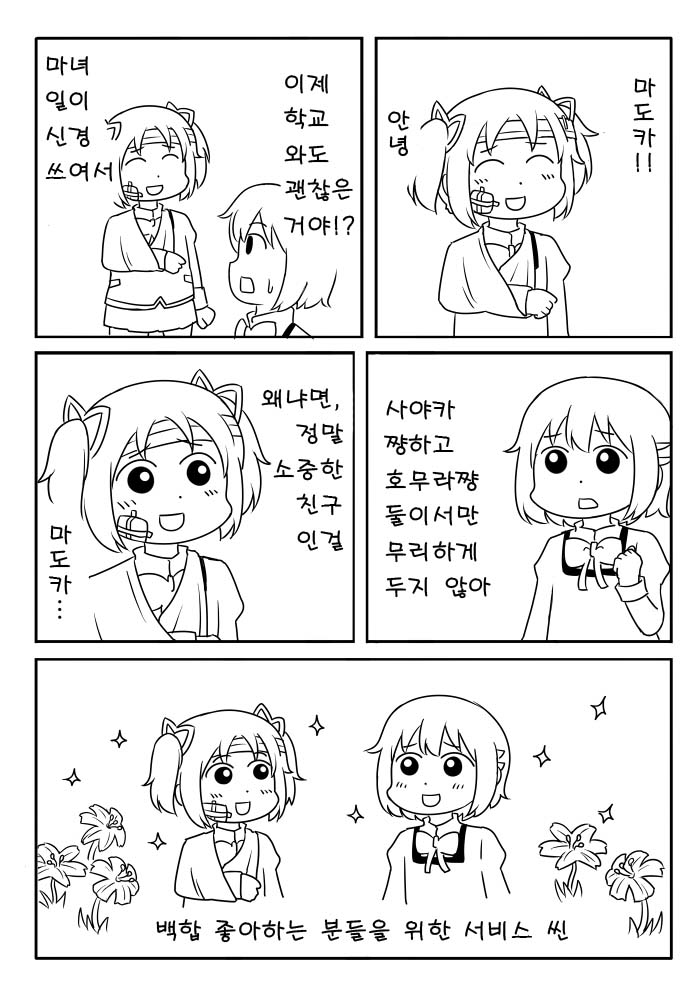 마도카!!
안녕
이제
학교
와도
괜찮은
거야!?
마녀
일이
신경
쓰여서
사야카
쨩하고
호무라쨩
둘이서만
무리하게
두지 않아
왜냐면,
정말
소중한
친구
인걸
마도카…
백합 좋아하는 분들을 위한 서비스 씬